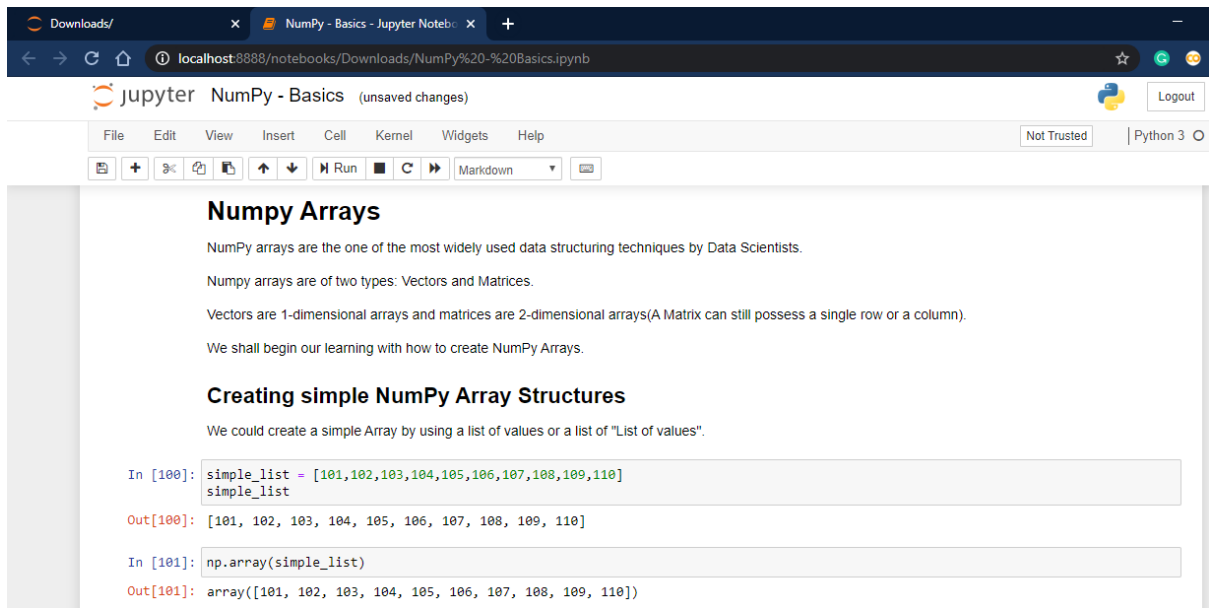 Downloads/ NumPy - Basics - Jupyter Notebo
localhost:8888/notebooks/Downloads/NumPy%20-%20Basics.ipynb
jupyter NumPy - Basics (unsaved changes) Logout
File Edit View Insert Cell Kernel Widgets Help Not Trusted Python 3
Run Markdown
Numpy Arrays
NumPy arrays are the one of the most widely used data structuring techniques by Data Scientists.
Numpy arrays are of two types: Vectors and Matrices.
Vectors are 1-dimensional arrays and matrices are 2-dimensional arrays(A Matrix can still possess a single row or a column).
We shall begin our learning with how to create NumPy Arrays.
Creating simple NumPy Array Structures
We could create a simple Array by using a list of values or a list of "List of values".
In [100]: simple_list = [101,102,103,104,105,106,107,108,109,110]
simple_list
Out[100]: [101, 102, 103, 104, 105, 106, 107, 108, 109, 110]
In [101]: np.array(simple_list)
Out[101]: array([101, 102, 103, 104, 105, 106, 107, 108, 109, 110])